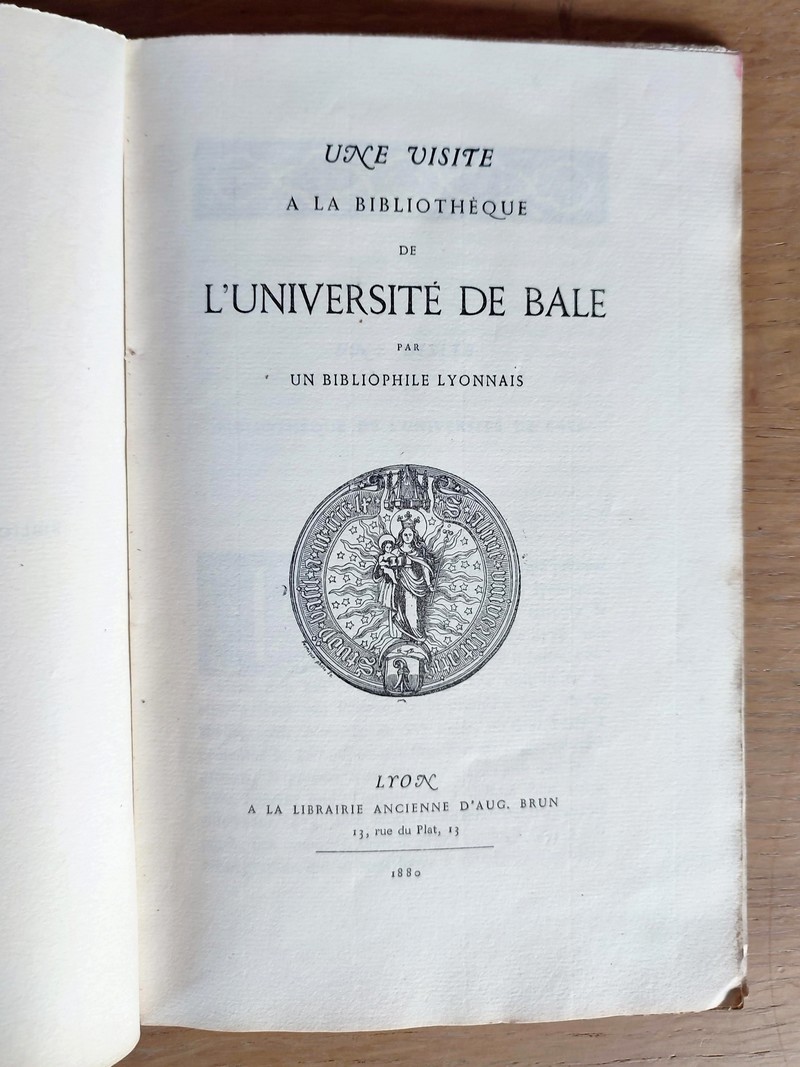 UNE VISITE
A LA BIBLIOTHÉQUE
DE
L'UNIVERSITÉ DE BALE
PAR
UN BIBLIOPHILE LYONNAIS
LYON
A LA LIBRAIRIE ANCIENNE D'AUG. BRUN
13, rue du Plat, 13
1880